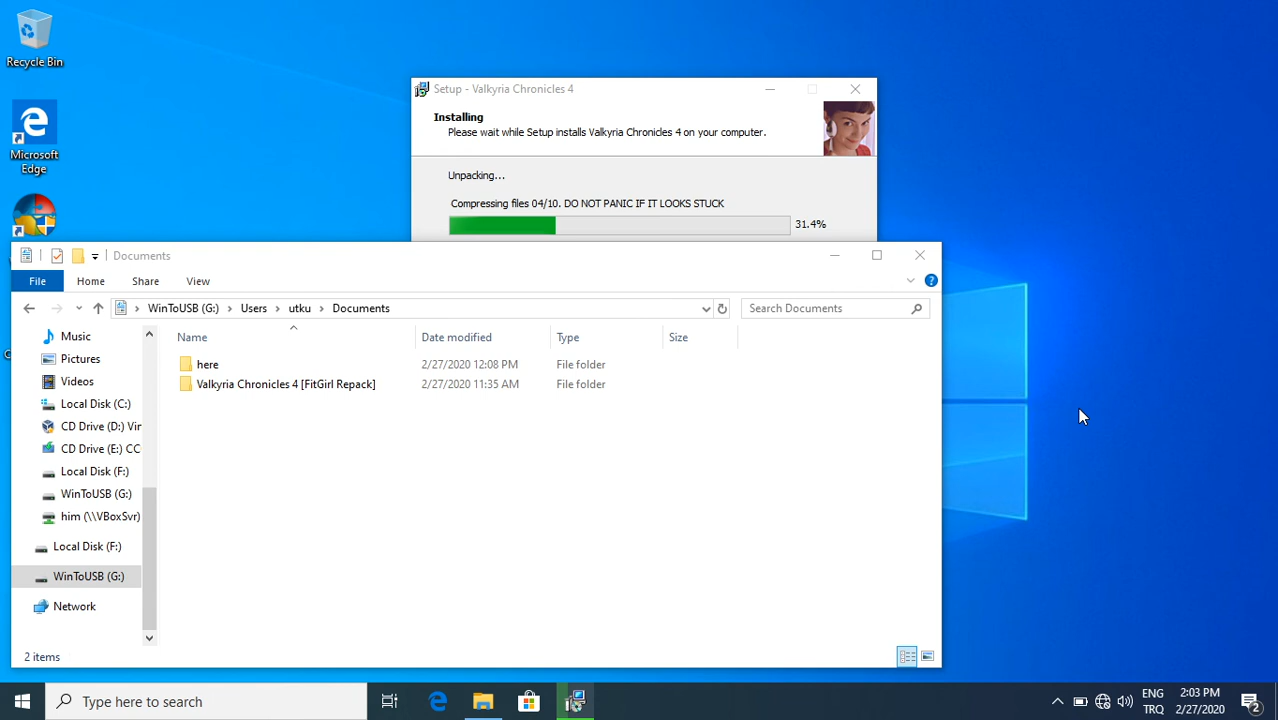 Recycle Bin
Microsoft
Edge
Setup - Valkyria Chronicles 4
Installing
Please wait while Setup installs Valkyria Chronicles 4 on your computer.
Unpacking...
Compressing files 04/10. DO NOT PANIC IF IT LOOKS STUCK
31.4%
Documents
File Home Share View
WinToUSB (G:) Users utku Documents
Search Documents
Name Date modified Type Size
here 2/27/2020 12:08 PM File folder
Valkyria Chronicles 4 [FitGirl Repack] 2/27/2020 11:35 AM File folder
Music
Pictures
Videos
Local Disk (C:)
CD Drive (D:) Vir
CD Drive (E:) CC
Local Disk (F:)
WinToUSB (G:)
him (\\VBoxSvr)
Local Disk (F:)
WinToUSB (G:)
Network
2 items
Type here to search
ENG
TRQ
2:03 PM
2/27/2020
2